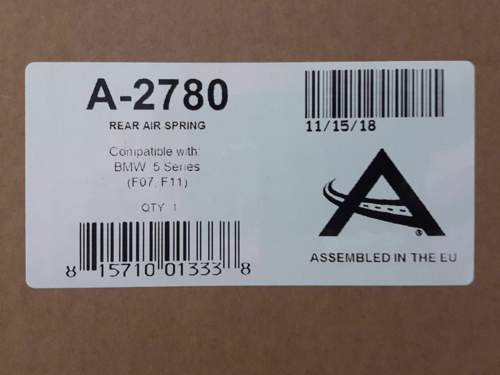 A-2780
REAR AIR SPRING
Compatible with:
BMW 5 Series
(F07, F11)
QTY 1
8 15710 01333 8
11/15/18
A
®
ASSEMBLED IN THE EU